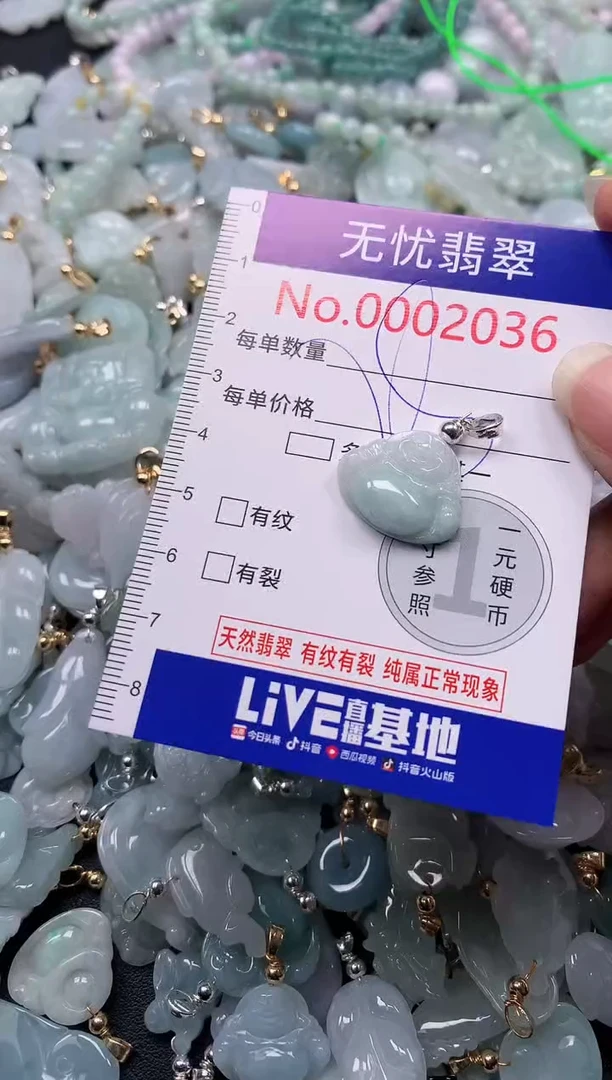 0
无忧翡翠
1
No.0002036
2
每单数量
3
每单价格
4
5
有纹
一元硬币
参照
1
6
有裂
7
天然翡翠 有纹有裂 纯属正常现象
8
LiVE直播基地
今日头条 抖音 西瓜视频 抖音火山版